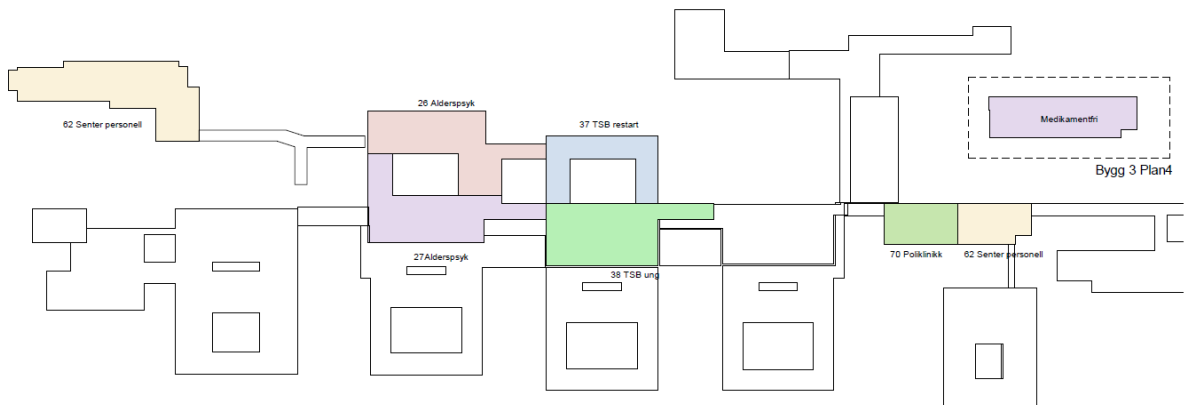 26 Alderspsyk
62 Senter personell
37 TSB restart
Medikamentfri
Bygg 3 Plan4
27Alderspsyk
38 TSB ung
70 Poliklinikk
62 Senter personell